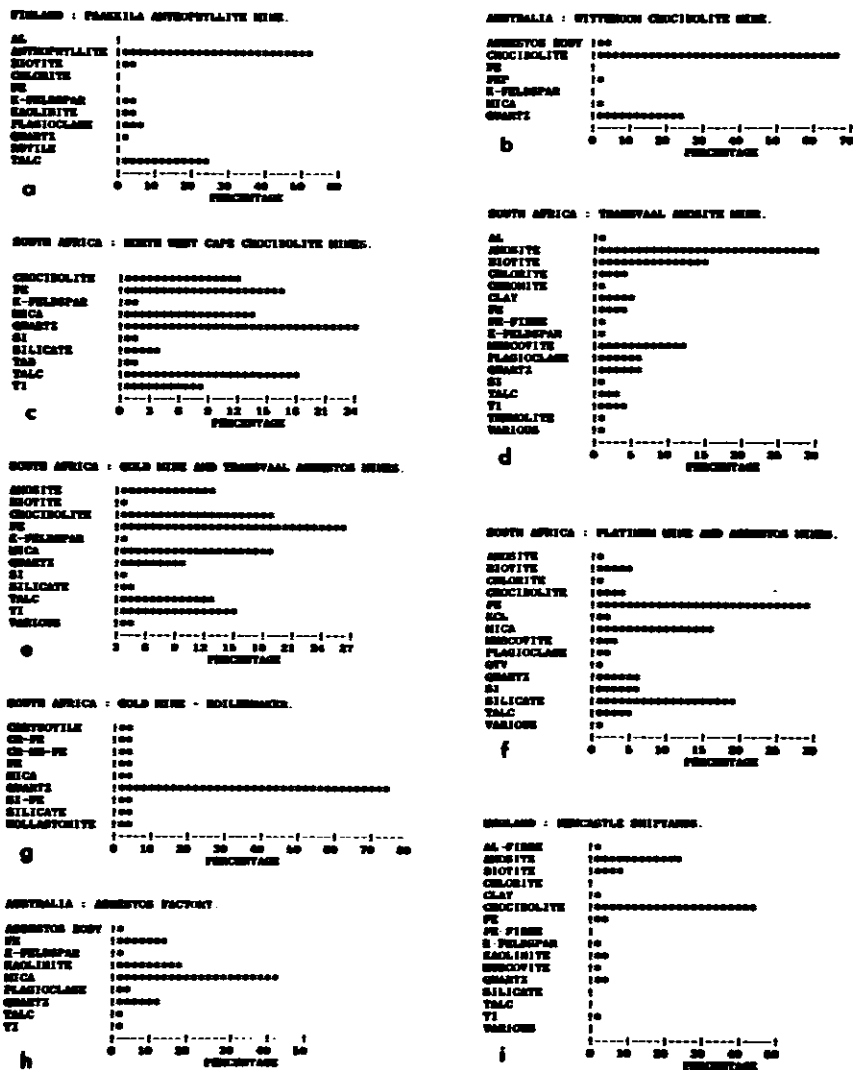 FINLAND : PAAKKILA ANTHOPHYLLITE MINE.
AL
ANTHOPHYLLITE
BIOTITE
CHLORITE
FE
K-FELDSPAR
KAOLINITE
PLAGIOCLASE
QUARTZ
RUTILE
TALC
0 10 20 30 40 50 60
PERCENTAGE
a
AUSTRALIA : WITTENOON CROCIDOLITE MINE.
ASBESTOS BODY
CROCIDOLITE
FE
FEP
K-FELDSPAR
MICA
QUARTZ
0 10 20 30 40 50 60 70
PERCENTAGE
b
SOUTH AFRICA : NORTH WEST CAPE CROCIDOLITE MINES.
CROCIDOLITE
FE
K-FELDSPAR
MICA
QUARTZ
SI
SILICATE
TALC
TI
0 3 6 9 12 15 18 21 24
PERCENTAGE
c
SOUTH AFRICA : TRANSVAAL AMOSITE MINE.
AL
AMOSITE
BIOTITE
CHLORITE
CHROMITE
CLAY
FE
FE-FIBRE
K-FELDSPAR
MUSCOVITE
PLAGIOCLASE
QUARTZ
SI
TALC
TI
TREMOLITE
VARIOUS
0 5 10 15 20 25 30
PERCENTAGE
d
SOUTH AFRICA : GOLD MINE AND TRANSVAAL ASBESTOS MINES.
AMOSITE
BIOTITE
CROCIDOLITE
FE
K-FELDSPAR
MICA
QUARTZ
SI
SILICATE
TALC
TI
VARIOUS
3 6 9 12 15 18 21 24 27
PERCENTAGE
e
SOUTH AFRICA : PLATINUM MINE AND ASBESTOS MINES.
AMOSITE
BIOTITE
CHLORITE
CROCIDOLITE
FE
KCL
MICA
MUSCOVITE
PLAGIOCLASE
QTV
QUARTZ
SI
SILICATE
TALC
VARIOUS
0 5 10 15 20 25 30
PERCENTAGE
f
SOUTH AFRICA : GOLD MINE - BOILERMAKER.
CHRYSOTILE
CR-FE
FE
MICA
QUARTZ
SI-FE
SILICATE
WOLLASTONITE
0 10 20 30 40 50 60 70 80
PERCENTAGE
g
AUSTRALIA : ASBESTOS FACTORY.
ASBESTOS BODY
FE
K-FELDSPAR
KAOLINITE
MICA
PLAGIOCLASE
QUARTZ
TALC
TI
0 10 20 30 40 50
PERCENTAGE
h
ENGLAND : NEWCASTLE SHIPYARDS.
AL-FIBRE
AMOSITE
BIOTITE
CHLORITE
CLAY
CROCIDOLITE
FE
FE-FIBRE
K-FELDSPAR
KAOLINITE
MUSCOVITE
QUARTZ
SILICATE
TALC
TI
VARIOUS
0 10 20 30 40 50
PERCENTAGE
i